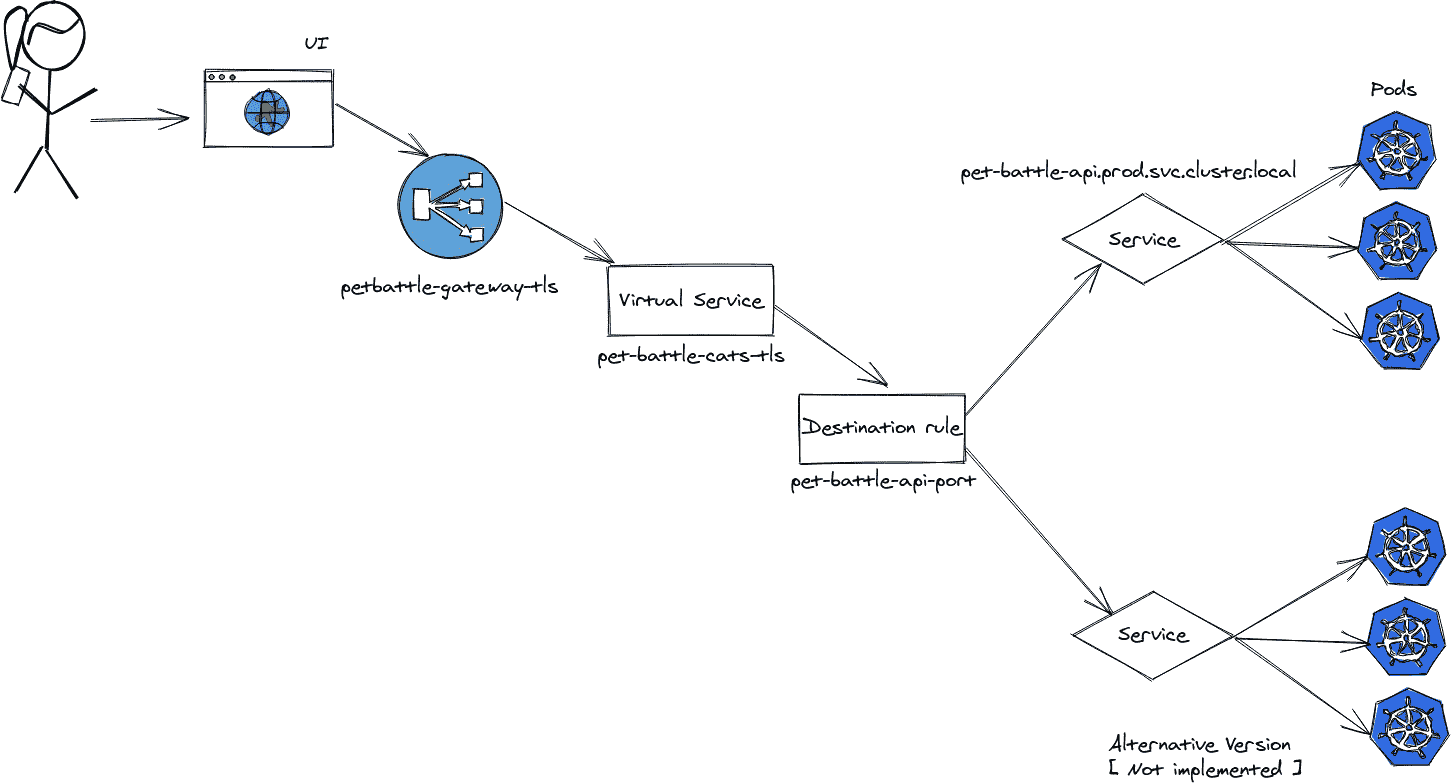 UI
Pods
pet-battle-api.prod.svc.cluster.local
Service
petbattle-gateway-tls
Virtual Service
pet-battle-cats-tls
Destination rule
pet-battle-api-port
Service
Alternative Version
[ Not implemented ]